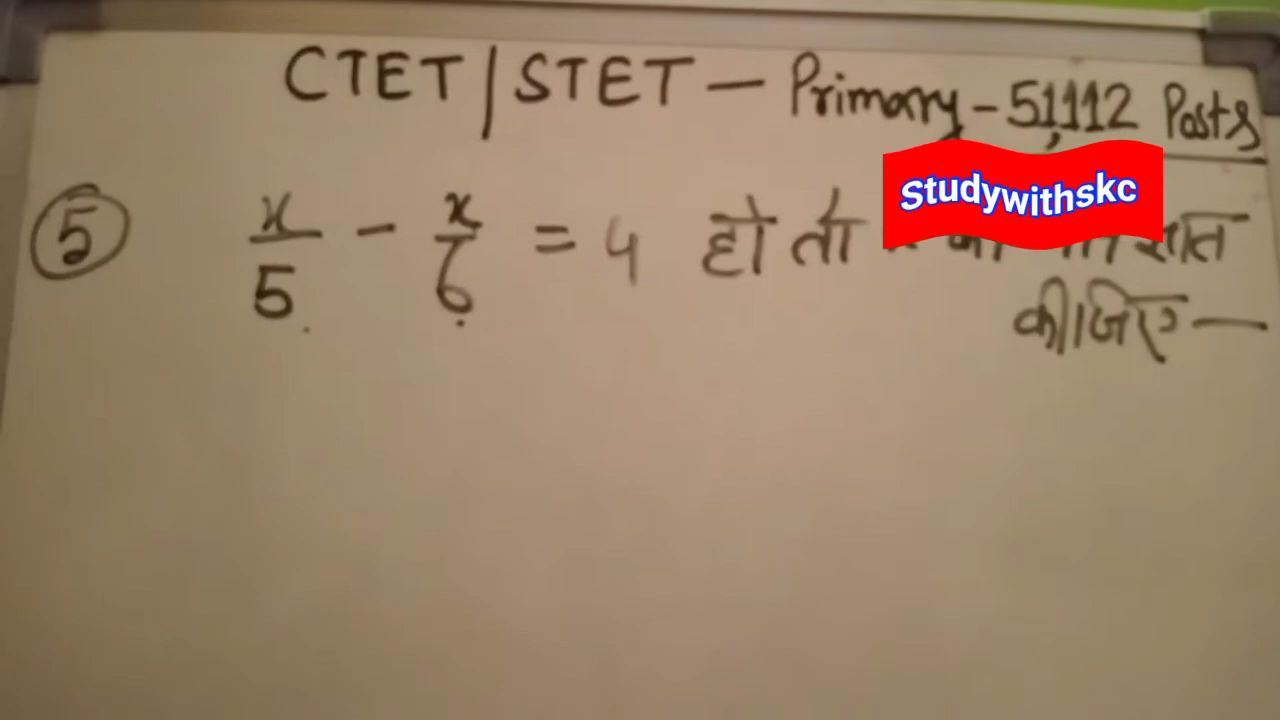 CTET | STET - Primary - 51,112 Posts
Studywithskc
5 x/5 - x/6 = 4 हो तो ज्ञात
कीजिए -